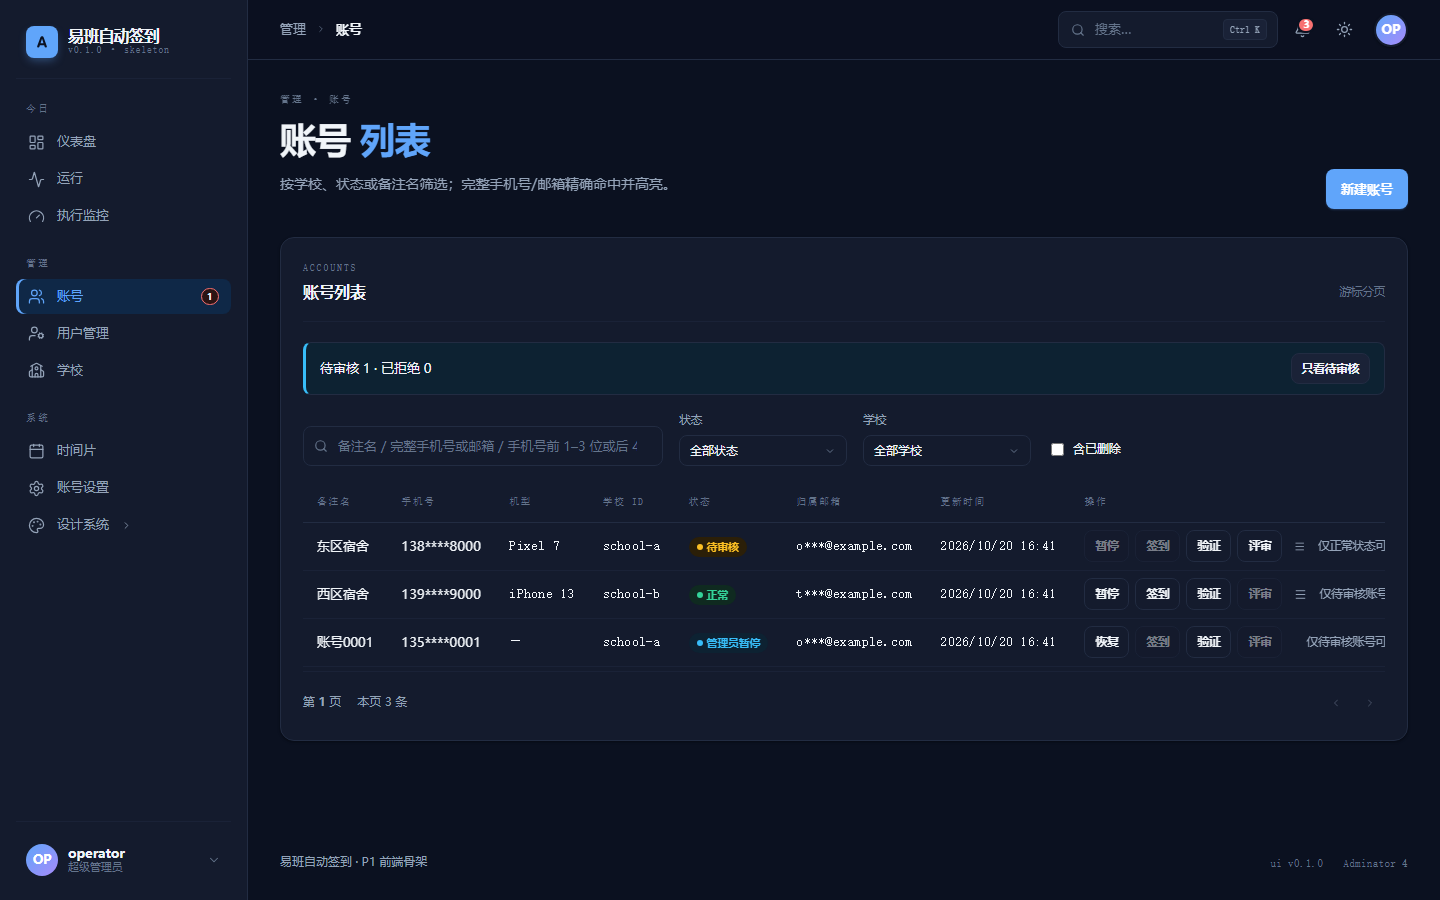 A
易班自动签到
v0.1.0 • skeleton
今日
仪表盘
运行
执行监控
管理
账号
1
用户管理
学校
系统
时间片
账号设置
设计系统
OP
operator
超级管理员
管理
账号
搜索...
Ctrl K
3
OP
管理 • 账号
账号 列表
按学校、状态或备注名筛选；完整手机号/邮箱精确命中并高亮。
新建账号
ACCOUNTS
账号列表
游标分页
待审核 1 · 已拒绝 0
只看待审核
备注名 / 完整手机号或邮箱 / 手机号前 1–3 位或后
状态
全部状态
学校
全部学校
含已删除
备注名 手机号 机型 学校 ID 状态 归属邮箱 更新时间 操作
东区宿舍 138****8000 Pixel 7 school-a 待审核 o***@example.com 2026/10/20 16:41 暂停 签到 验证 评审 仅正常状态可
西区宿舍 139****9000 iPhone 13 school-b 正常 t***@example.com 2026/10/20 16:41 暂停 签到 验证 评审 仅待审核账号
账号0001 135****0001 — school-a 管理员暂停 o***@example.com 2026/10/20 16:41 恢复 签到 验证 评审 仅待审核账号可
第 1 页 本页 3 条
易班自动签到 · P1 前端骨架
ui v0.1.0 Adminator 4